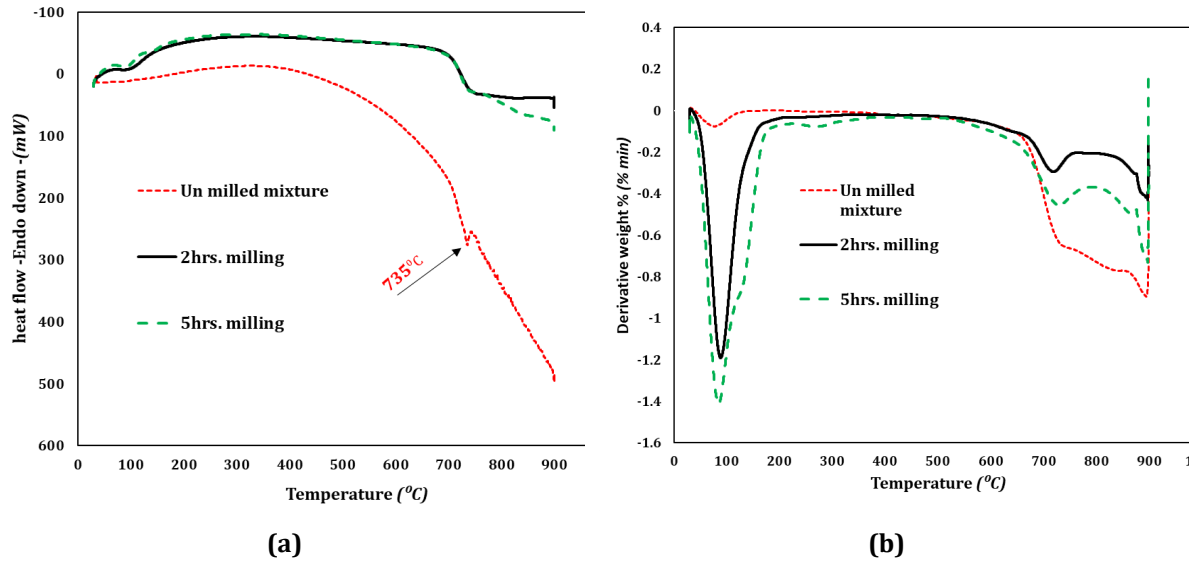 heat flow -Endo down -(mW)
-100
0
100
200
300
400
500
600
Un milled mixture
2hrs. milling
5hrs. milling
735⁰C
0 100 200 300 400 500 600 700 800 900
Temperature (⁰C)
(a)
Derivative weight % (% min)
0.4
0.2
0
-0.2
-0.4
-0.6
-0.8
-1
-1.2
-1.4
-1.6
Un milled
mixture
2hrs. milling
5hrs. milling
0 100 200 300 400 500 600 700 800 900
Temperature (⁰C)
(b)